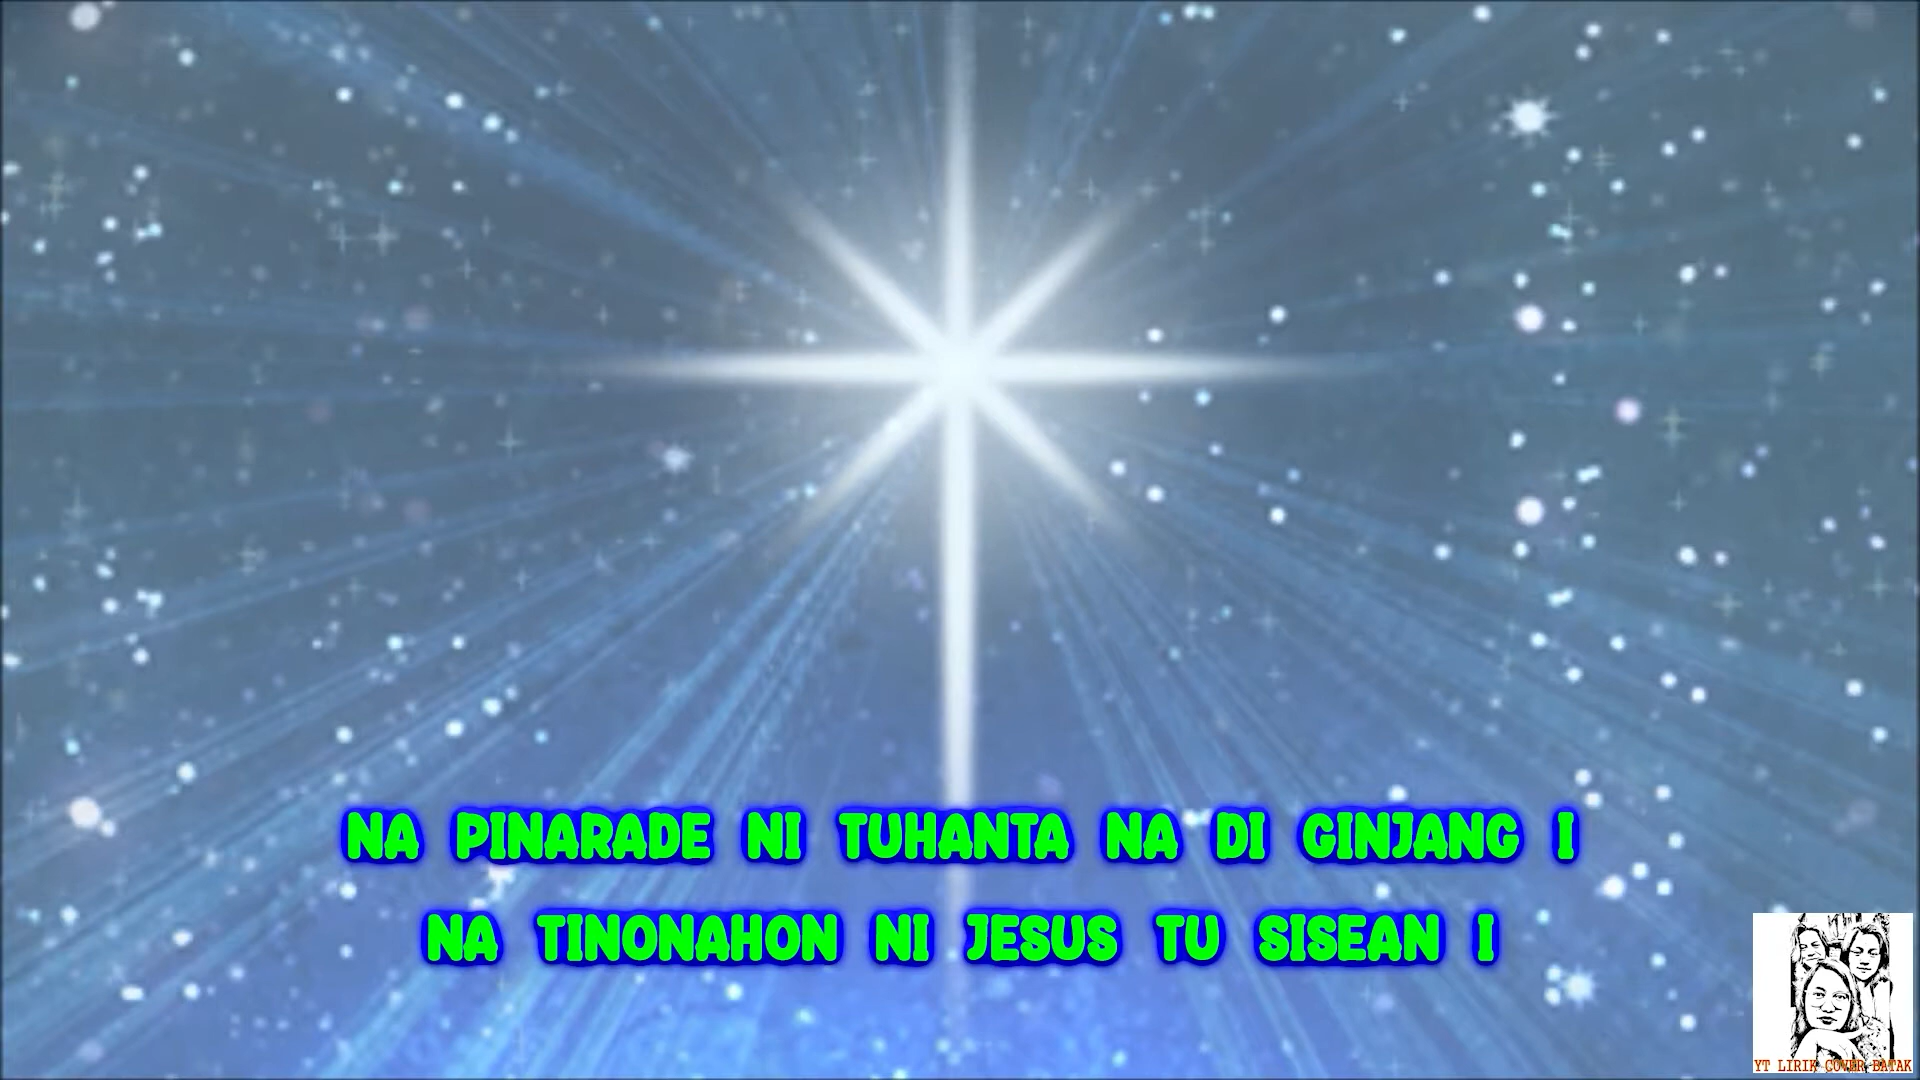 NA PINARADE NI TUHANTA NA DI GINJANG I
NA TINONAHON NI JESUS TU SISEAN I
YT LIRIK COVER BATAK